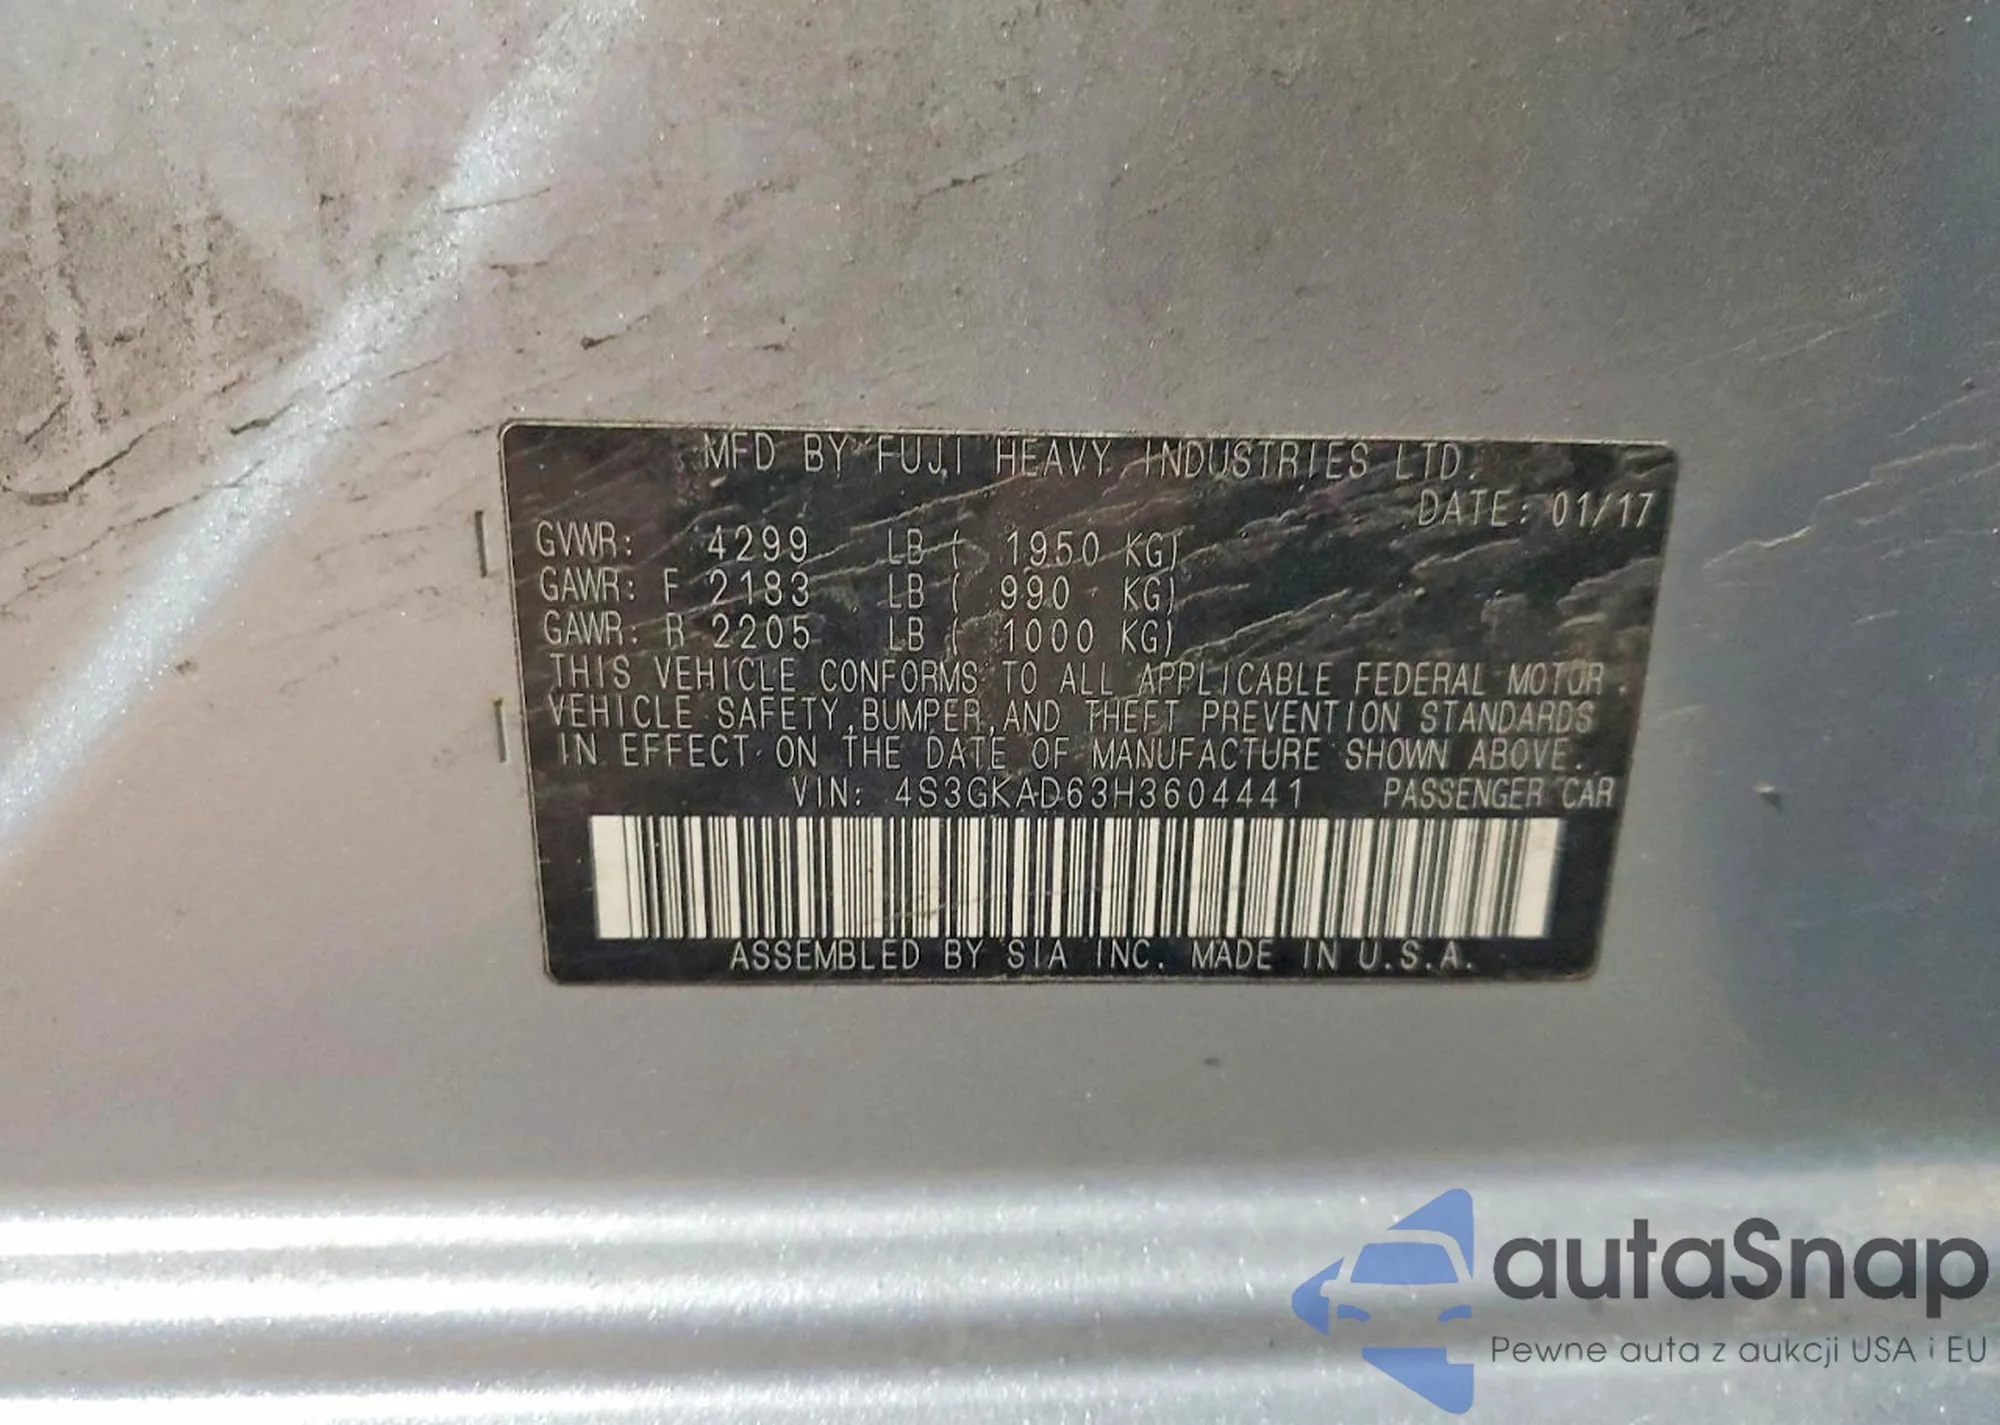 MFD BY FUJI HEAVY INDUSTRIES LTD.
DATE: 01/17
GVWR: 4299 LB ( 1950 KG)
GAWR: F 2183 LB ( 990 KG)
GAWR: R 2205 LB ( 1000 KG)
THIS VEHICLE CONFORMS TO ALL APPLICABLE FEDERAL MOTOR
VEHICLE SAFETY, BUMPER, AND THEFT PREVENTION STANDARDS
IN EFFECT ON THE DATE OF MANUFACTURE SHOWN ABOVE.
VIN: 4S3GKAD63H3604441 PASSENGER CAR
ASSEMBLED BY SIA INC. MADE IN U.S.A.
autaSnap
Pewne auta z aukcji USA i EU